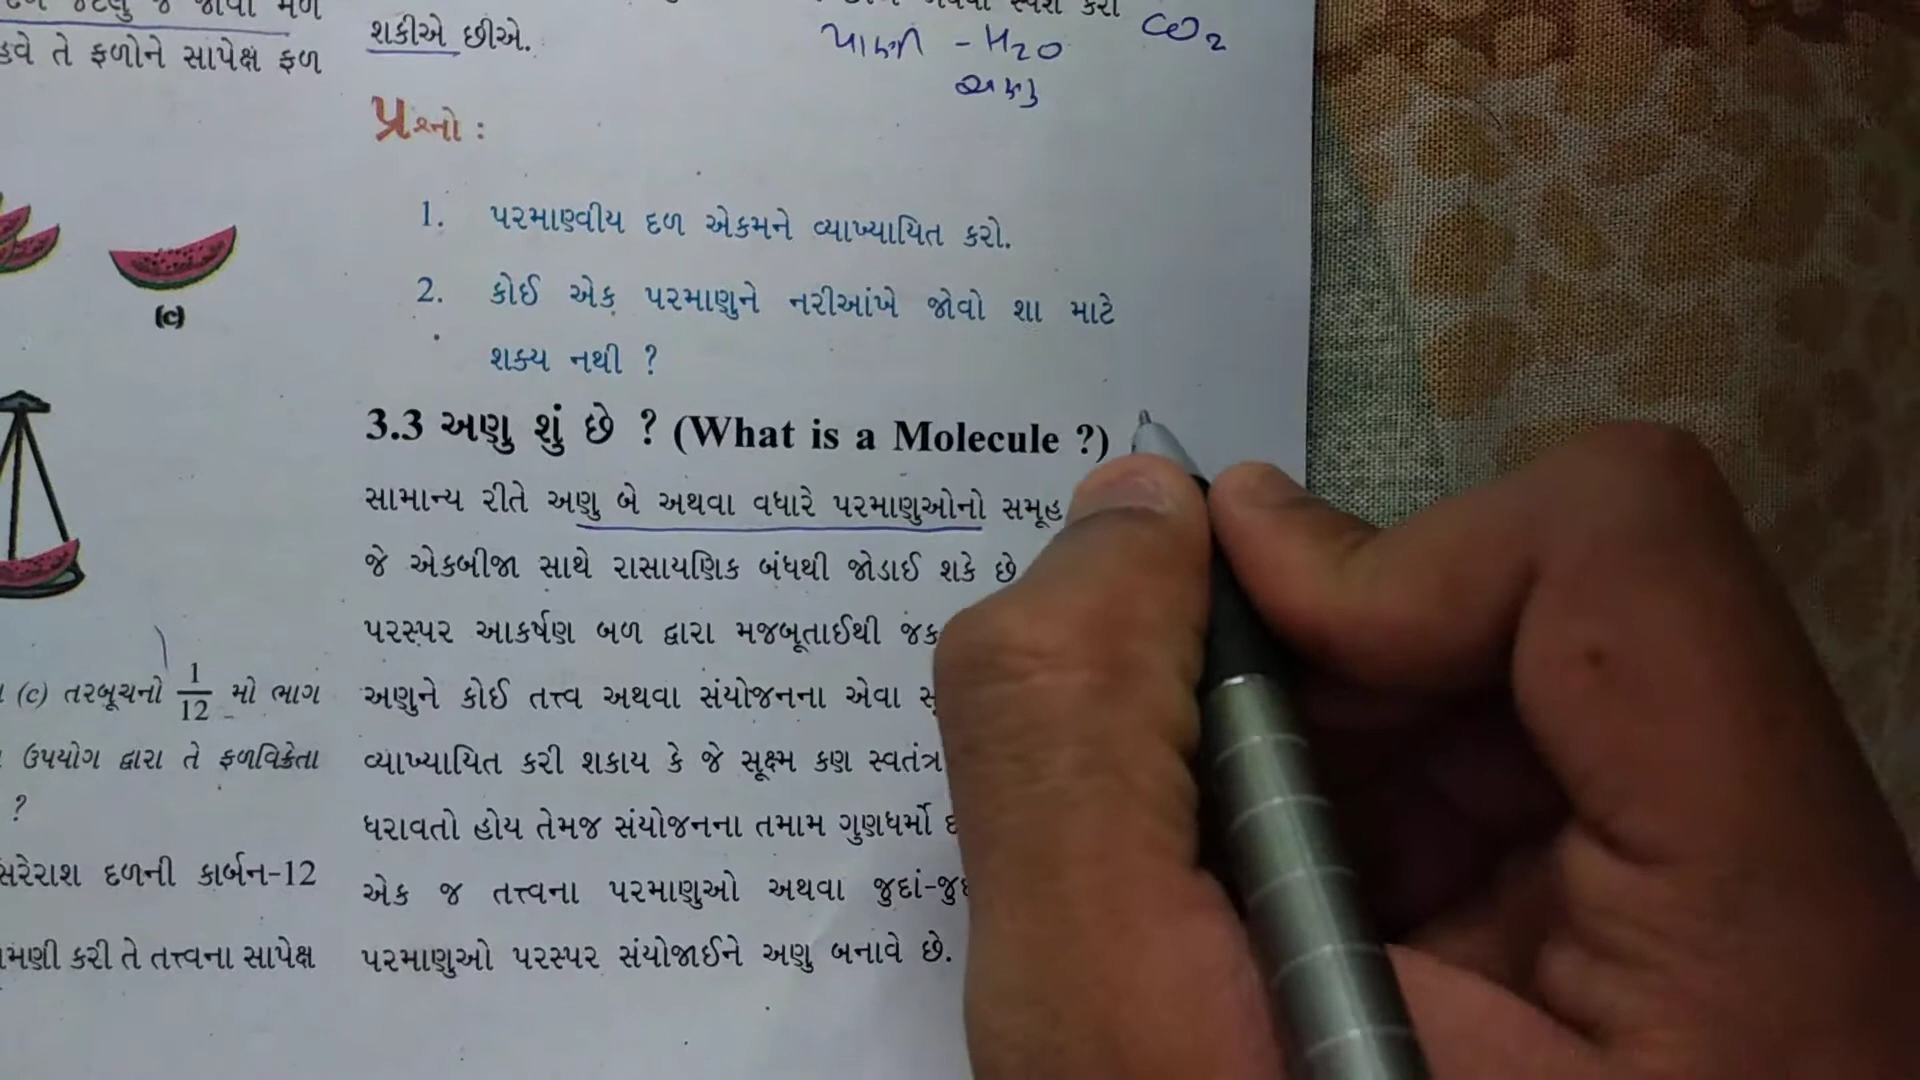 હવે તે ફળોને સાપેક્ષ ફળ
(c)
(c) તરબૂચનો 1/12 મો ભાગ
ઉપયોગ દ્વારા તે ફળવિક્રેતા
?
સરેરાશ દળની કાર્બન-12
કરી તે તત્ત્વના સાપેક્ષ
શકીએ છીએ.
પાણી - H2O
CO2
અણુ
પ્રશ્નો :
1. પરમાણ્વીય દળ એકમને વ્યાખ્યાયિત કરો.
2. કોઈ એક પરમાણુને નરીઆંખે જોવો શા માટે
શક્ય નથી ?
3.3 અણુ શું છે ? (What is a Molecule ?)
સામાન્ય રીતે અણુ બે અથવા વધારે પરમાણુઓનો સમૂહ
જે એકબીજા સાથે રાસાયણિક બંધથી જોડાઈ શકે છે
પરસ્પર આકર્ષણ બળ દ્વારા મજબૂતાઈથી
અણુને કોઈ તત્ત્વ અથવા સંયોજનના એવા
વ્યાખ્યાયિત કરી શકાય કે જે સૂક્ષ્મ કણ સ્વતંત્ર
ધરાવતો હોય તેમજ સંયોજનના તમામ ગુણધર્મો
એક જ તત્ત્વના પરમાણુઓ અથવા
પરમાણુઓ પરસ્પર સંયોજાઈને અણુ બનાવે છે.